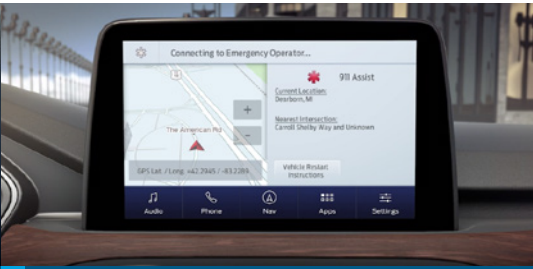 Connecting to Emergency Operator...
911 Assist
Current Location:
Dearborn, MI
Nearest Intersection:
Carroll Shelby Way and Unknown
The American Rd
GPS Lat. / Long. +42.2945 / -83.2289
Vehicle Restart
Instructions
Audio
Phone
Nav
Apps
Settings